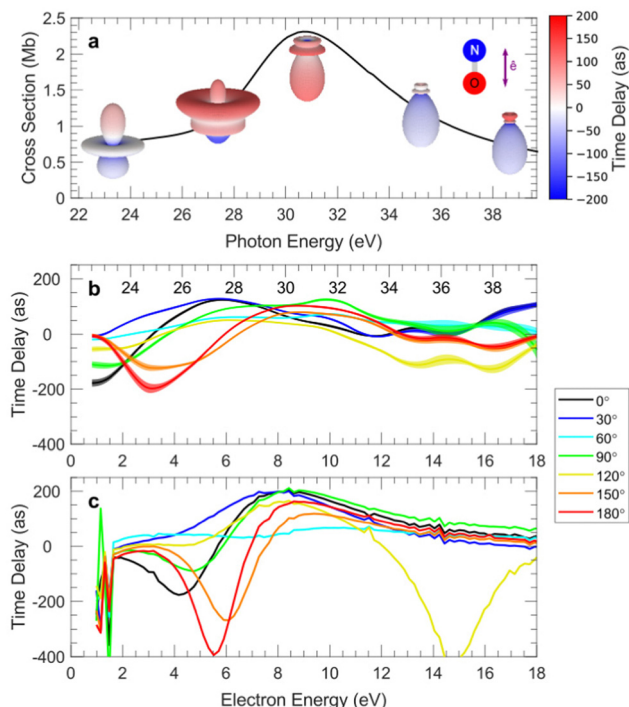 a
2.5
2
1.5
1
0.5
0
Cross Section (Mb)
22 24 26 28 30 32 34 36 38
Photon Energy (eV)
N
O
ê
200
150
100
50
0
−50
−100
−150
−200
Time Delay (as)
b
24 26 28 30 32 34 36 38
200
0
-200
-400
Time Delay (as)
0 2 4 6 8 10 12 14 16 18
c
200
0
-200
-400
Time Delay (as)
0 2 4 6 8 10 12 14 16 18
Electron Energy (eV)
0°
30°
60°
90°
120°
150°
180°